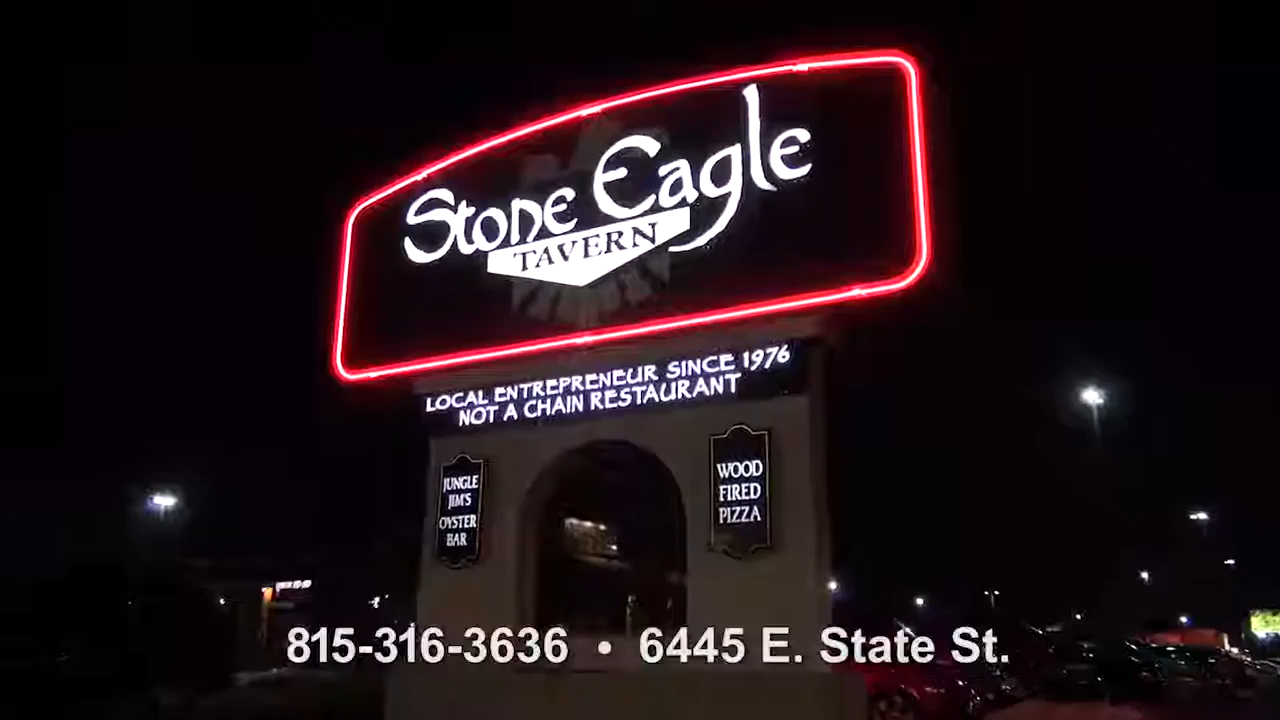 Stone Eagle
TAVERN
LOCAL ENTREPRENEUR SINCE 1976
NOT A CHAIN RESTAURANT
JUNGLE
JIM'S
OYSTER
BAR
WOOD
FIRED
PIZZA
815-316-3636 • 6445 E. State St.